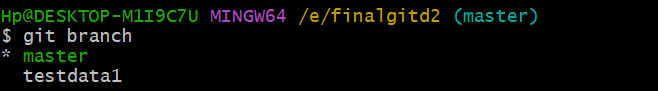 Hp@DESKTOP-M1I9C7U MINGW64 /e/finalgitd2 (master)
$ git branch
* master
  testdata1